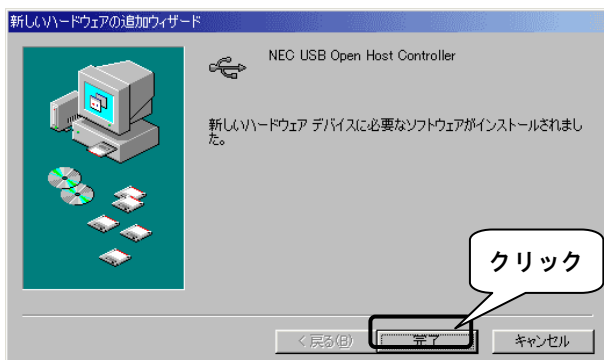 新しいハードウェアの追加ウィザード
NEC USB Open Host Controller
新しいハードウェア デバイスに必要なソフトウェアがインストールされまし
た。
クリック
< 戻る(B)
完了
キャンセル